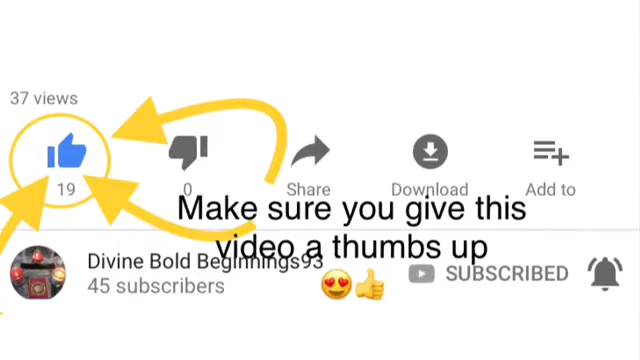 37 views
19
0
Share
Download
Add to
Make sure you give this
video a thumbs up
Divine Bold Beginnings93
45 subscribers
SUBSCRIBED